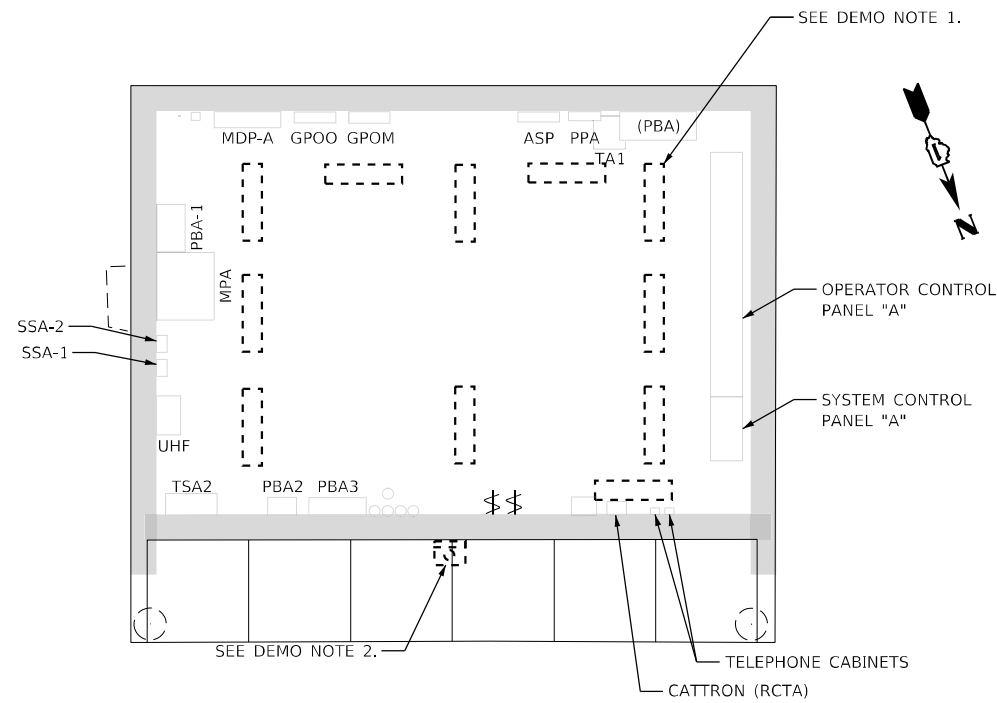 SEE DEMO NOTE 1.
MDP-A
GPOO
GPOM
ASP
PPA
(PBA)
TA1
PBA-1
MPA
N
OPERATOR CONTROL
PANEL "A"
SSA-2
SSA-1
SYSTEM CONTROL
PANEL "A"
UHF
TSA2
PBA2
PBA3
SEE DEMO NOTE 2.
TELEPHONE CABINETS
CATTRON (RCTA)